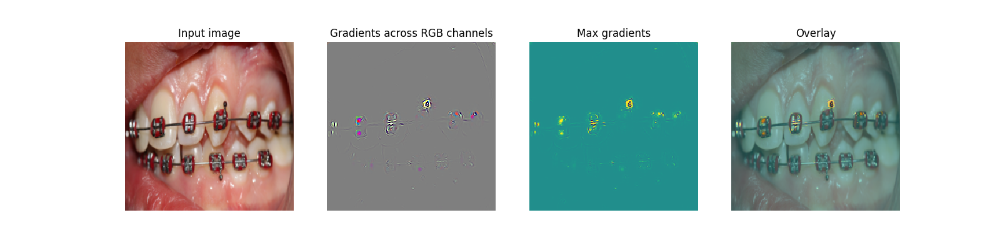 Input image
Gradients across RGB channels
Max gradients
Overlay